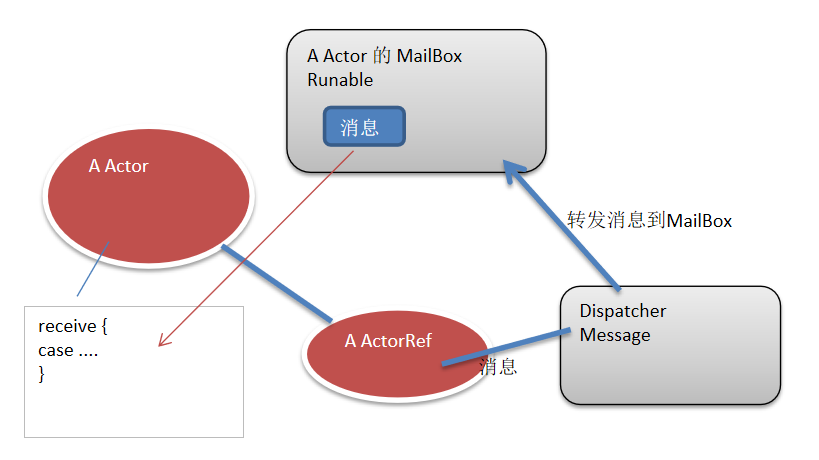 A Actor 的 MailBox
Runable
消息
A Actor
转发消息到MailBox
Dispatcher
Message
receive {
case ....
}
A ActorRef
消息